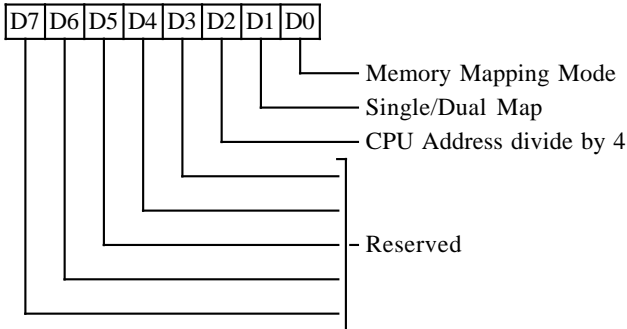 D7 D6 D5 D4 D3 D2 D1 D0
Memory Mapping Mode
Single/Dual Map
CPU Address divide by 4
Reserved